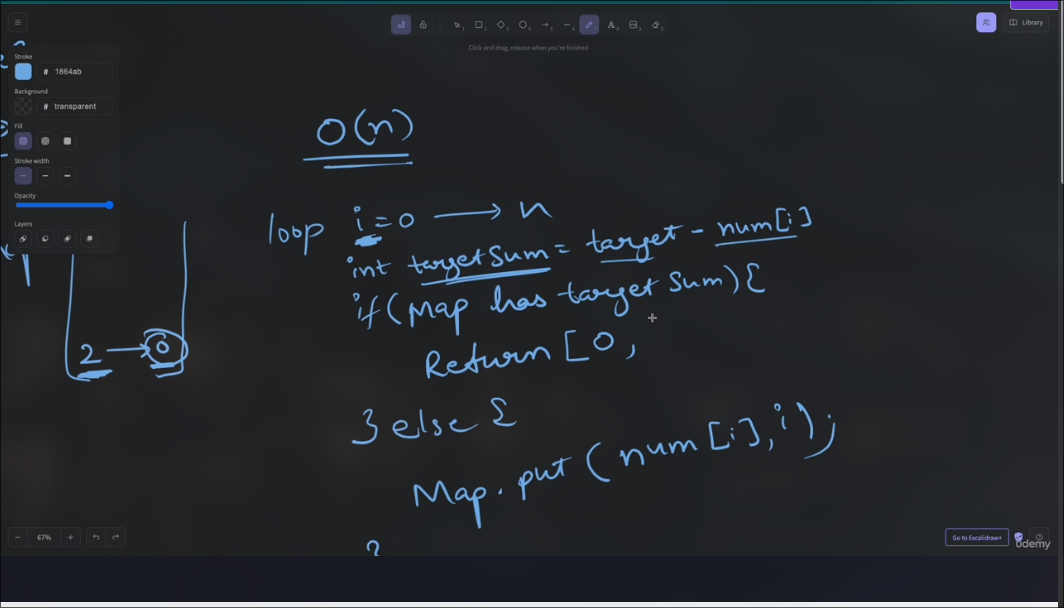 Library
Click and drag, release when you're finished
Stroke
# 1864ab
Background
# transparent
Fill
Stroke width
Opacity
Layers
O(n)
loop i=0 → n
int targetSum = target - num[i]
if(Map has target Sum){
Return [0,
} else {
Map.put(num[i], i);
2 → 0
67%
Go to Excalidraw+
ûdemy